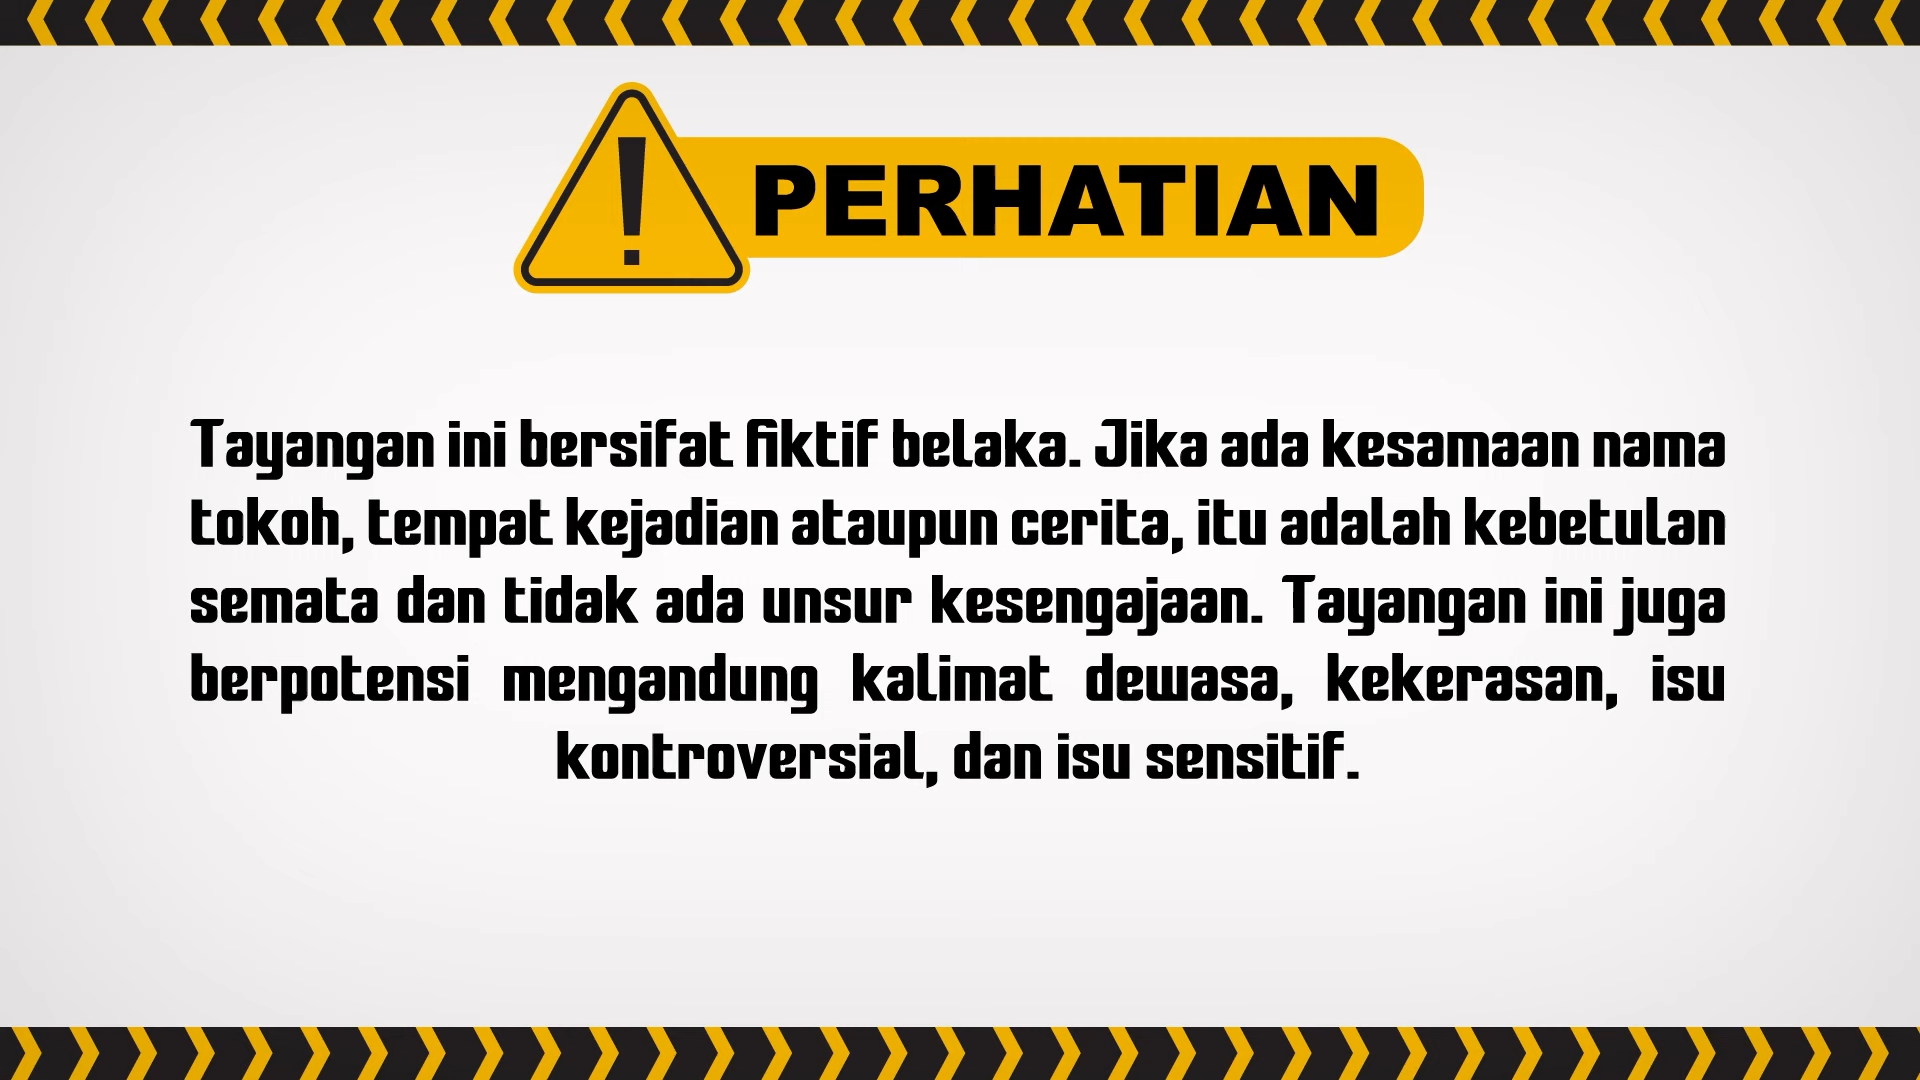 PERHATIAN
Tayangan ini bersifat fiktif belaka. Jika ada kesamaan nama
tokoh, tempat kejadian ataupun cerita, itu adalah kebetulan
semata dan tidak ada unsur kesengajaan. Tayangan ini juga
berpotensi mengandung kalimat dewasa, kekerasan, isu
kontroversial, dan isu sensitif.